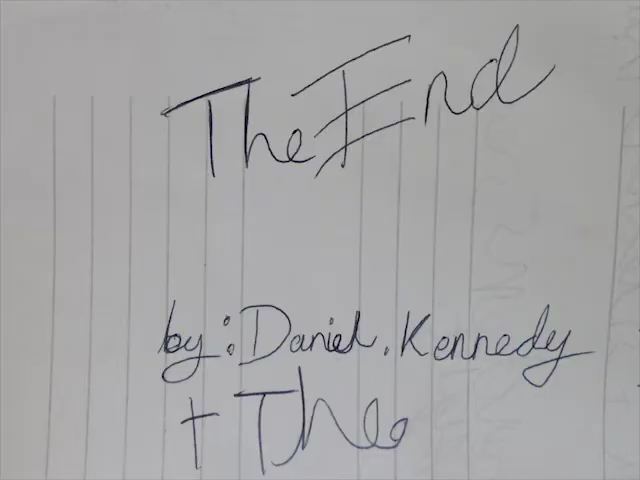 The End
by: Daniel. Kennedy
+ Theo